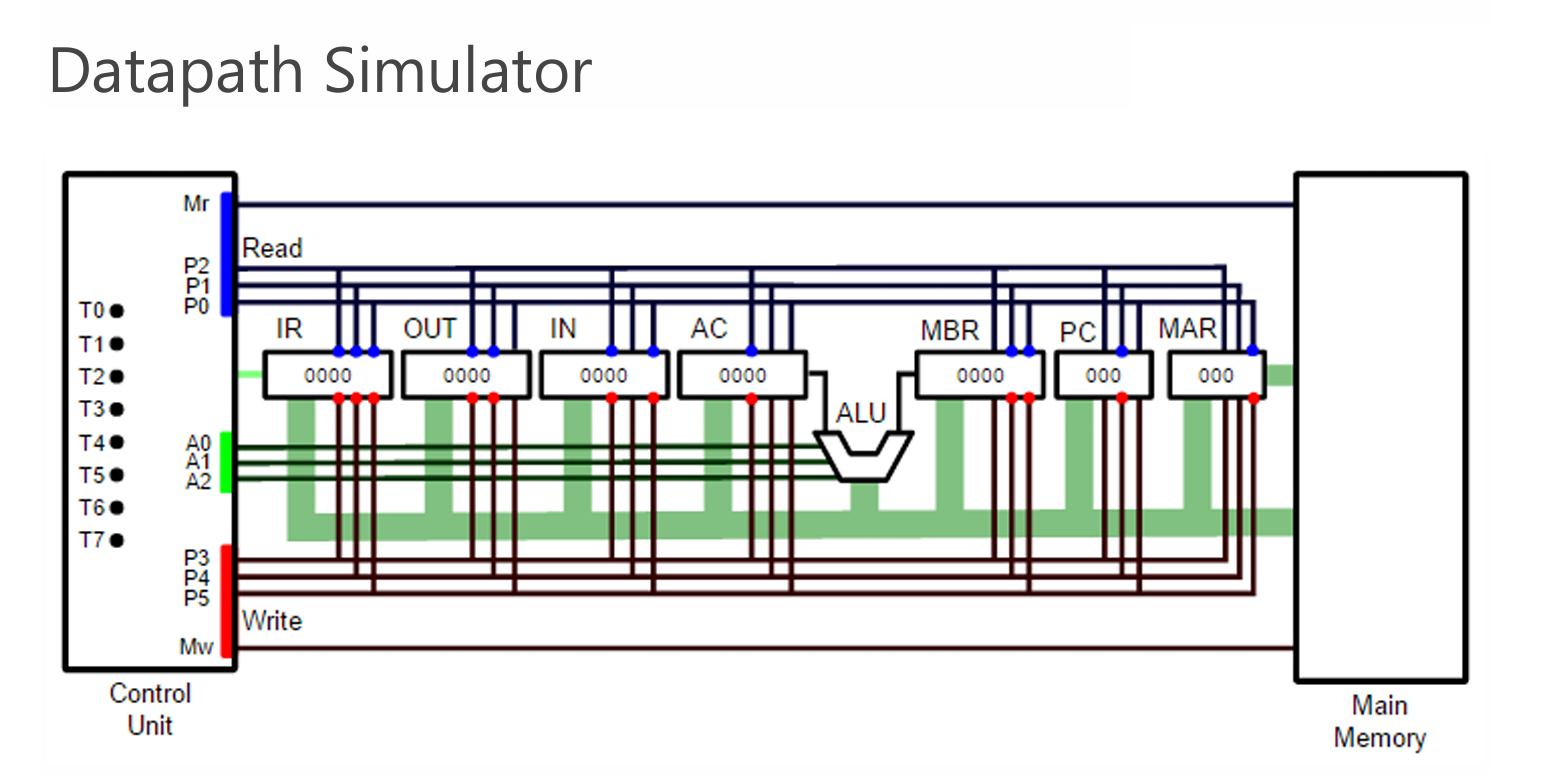 Datapath Simulator
Mr
Read
P2
P1
P0
T0
T1
T2
T3
T4
T5
T6
T7
IR OUT IN AC MBR PC MAR
0000 0000 0000 0000 0000 000 000
ALU
A0
A1
A2
P3
P4
P5
Write
Mw
Control
Unit
Main
Memory